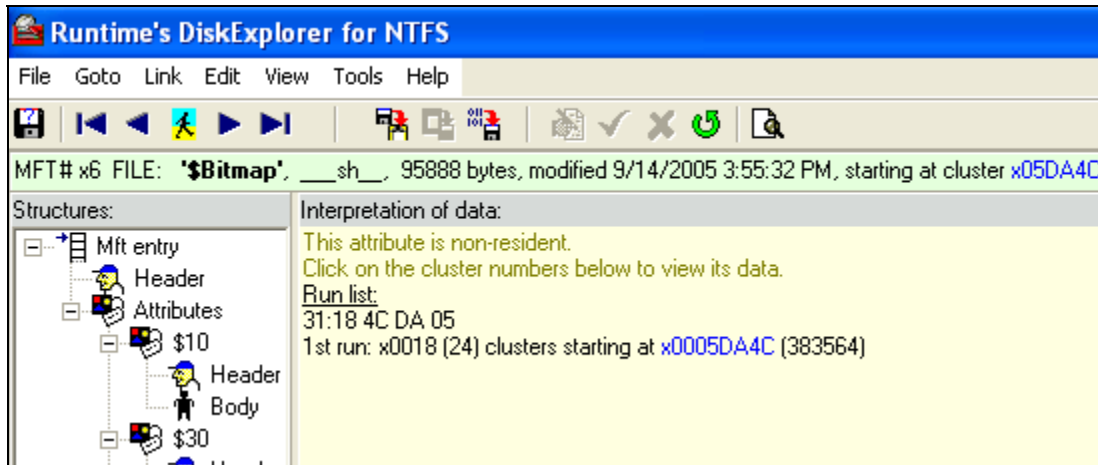 Runtime's DiskExplorer for NTFS
File Goto Link Edit View Tools Help
MFT# x6 FILE: '$Bitmap', ___sh__, 95888 bytes, modified 9/14/2005 3:55:32 PM, starting at cluster x05DA4C
Structures:
Interpretation of data:
Mft entry
Header
Attributes
$10
Header
Body
$30
This attribute is non-resident.
Click on the cluster numbers below to view its data.
Run list:
31:18 4C DA 05
1st run: x0018 (24) clusters starting at x0005DA4C (383564)